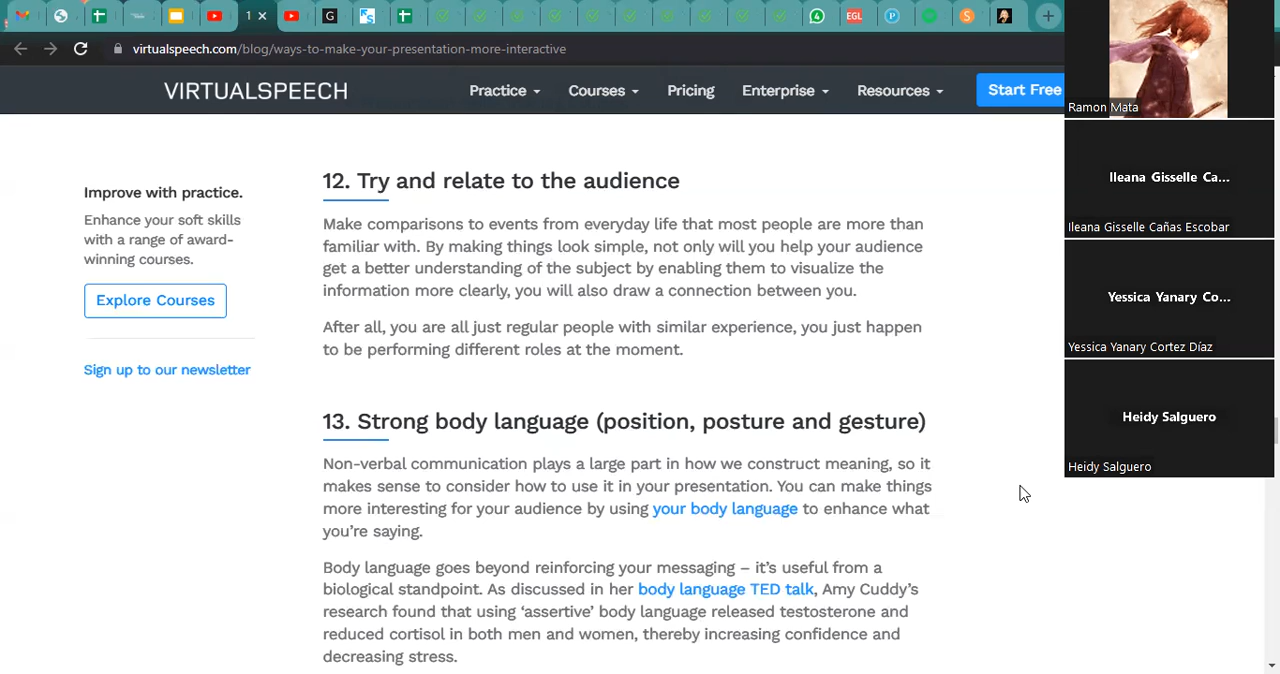 1
G
4
EGL
P
S
virtualspeech.com/blog/ways-to-make-your-presentation-more-interactive
VIRTUALSPEECH
Practice
Courses
Pricing
Enterprise
Resources
Start Free
Improve with practice.
Enhance your soft skills
with a range of award-
winning courses.
Explore Courses
Sign up to our newsletter
12. Try and relate to the audience
Make comparisons to events from everyday life that most people are more than
familiar with. By making things look simple, not only will you help your audience
get a better understanding of the subject by enabling them to visualize the
information more clearly, you will also draw a connection between you.
After all, you are all just regular people with similar experience, you just happen
to be performing different roles at the moment.
13. Strong body language (position, posture and gesture)
Non-verbal communication plays a large part in how we construct meaning, so it
makes sense to consider how to use it in your presentation. You can make things
more interesting for your audience by using your body language to enhance what
you're saying.
Body language goes beyond reinforcing your messaging – it's useful from a
biological standpoint. As discussed in her body language TED talk, Amy Cuddy's
research found that using 'assertive' body language released testosterone and
reduced cortisol in both men and women, thereby increasing confidence and
decreasing stress.
Ramon Mata
Ileana Gisselle Ca...
Ileana Gisselle Cañas Escobar
Yessica Yanary Co...
Yessica Yanary Cortez Díaz
Heidy Salguero
Heidy Salguero